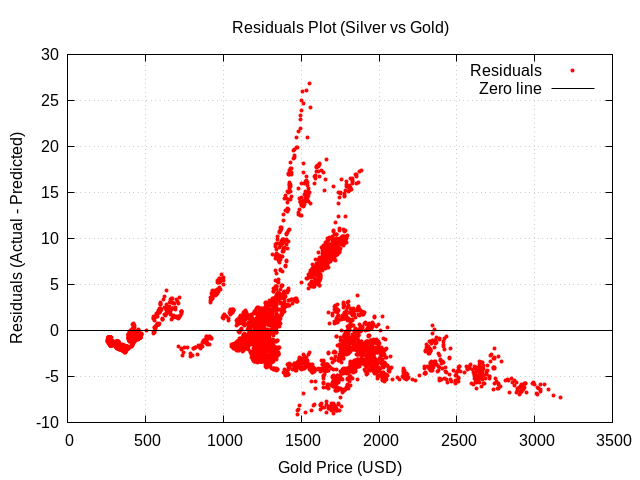 Residuals Plot (Silver vs Gold)
Residuals (Actual - Predicted)
30
25
20
15
10
5
0
-5
-10
Residuals
Zero line
0 500 1000 1500 2000 2500 3000 3500
Gold Price (USD)